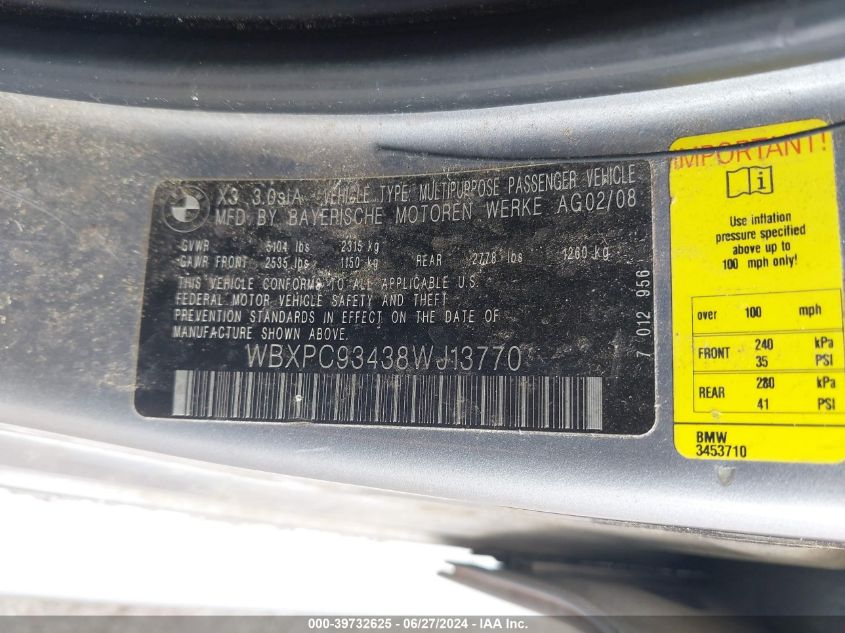 BMW
X3 3.0siA VEHICLE TYPE MULTIPURPOSE PASSENGER VEHICLE
MFD BY BAYERISCHE MOTOREN WERKE AG02/08
GVWR 5104 lbs 2315 kg
GAWR FRONT 2535 lbs 1150 kg REAR 2778 lbs 1260 kg
THIS VEHICLE CONFORMS TO ALL APPLICABLE U.S.
FEDERAL MOTOR VEHICLE SAFETY AND THEFT
PREVENTION STANDARDS IN EFFECT ON THE DATE OF
MANUFACTURE SHOWN ABOVE.
WBXPC93438WJ13770
7 012 956
IMPORTANT!
i
Use inflation
pressure specified
above up to
100 mph only!
over 100 mph
FRONT 240 kPa
35 PSI
REAR 280 kPa
41 PSI
BMW
3453710
000-39732625 - 06/27/2024 - IAA Inc.